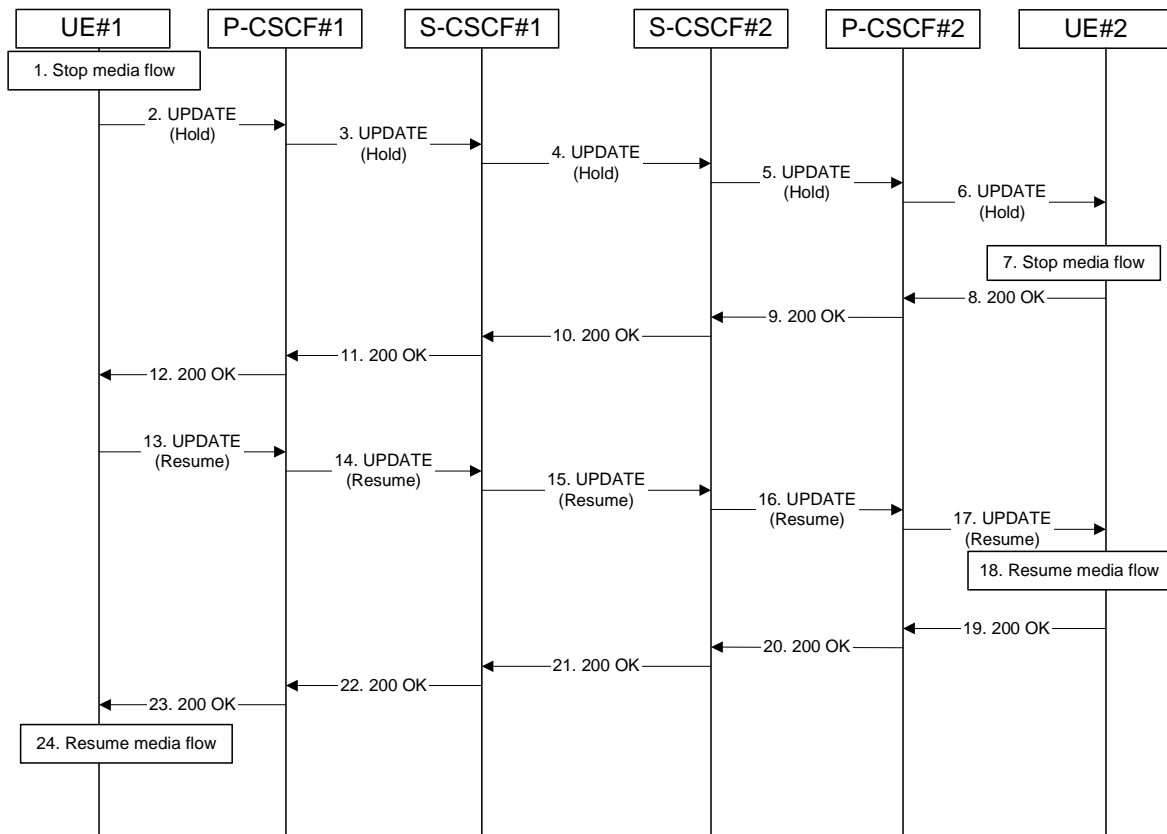 UE#1
P-CSCF#1
S-CSCF#1
S-CSCF#2
P-CSCF#2
UE#2
1. Stop media flow
2. UPDATE
(Hold)
3. UPDATE
(Hold)
4. UPDATE
(Hold)
5. UPDATE
(Hold)
6. UPDATE
(Hold)
7. Stop media flow
8. 200 OK
9. 200 OK
10. 200 OK
11. 200 OK
12. 200 OK
13. UPDATE
(Resume)
14. UPDATE
(Resume)
15. UPDATE
(Resume)
16. UPDATE
(Resume)
17. UPDATE
(Resume)
18. Resume media flow
19. 200 OK
20. 200 OK
21. 200 OK
22. 200 OK
23. 200 OK
24. Resume media flow